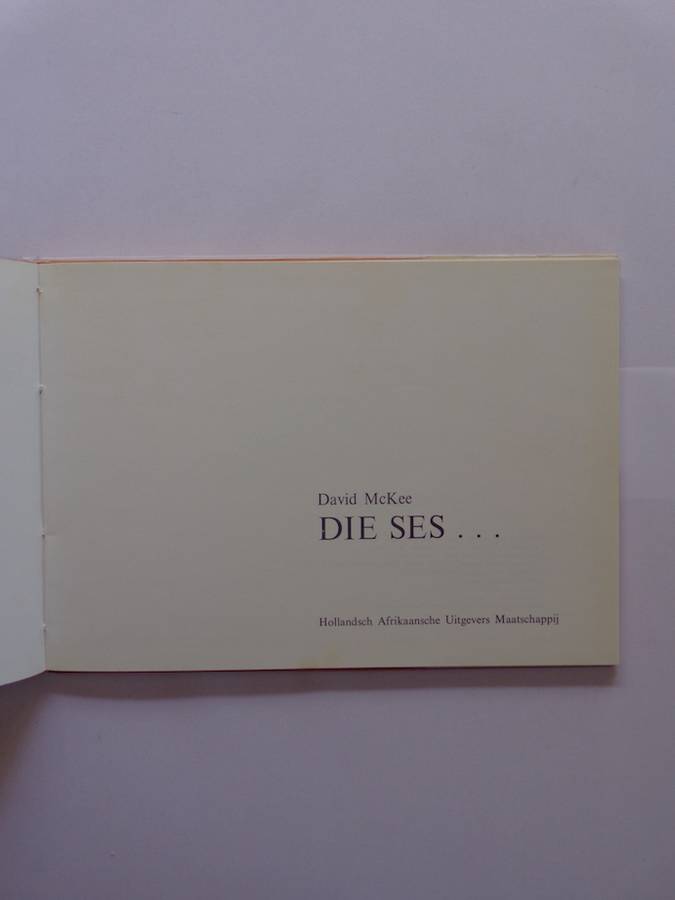 David McKee
DIE SES . . .
Hollandsch Afrikaansche Uitgevers Maatschappij